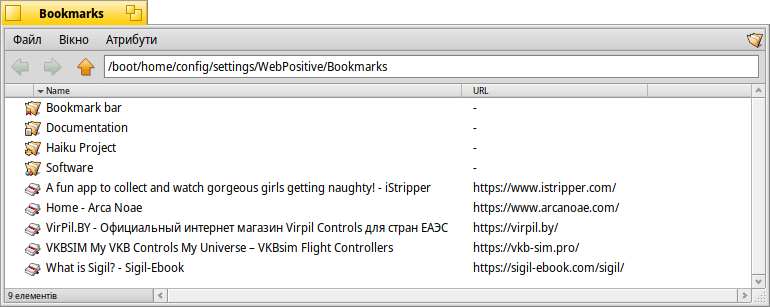 Bookmarks
Файл Вікно Атрибути
/boot/home/config/settings/WebPositive/Bookmarks
Name URL
Bookmark bar -
Documentation -
Haiku Project -
Software -
A fun app to collect and watch gorgeous girls getting naughty! - iStripper https://www.istripper.com/
Home - Arca Noae https://www.arcanoae.com/
VirPil.BY - Официальный интернет магазин Virpil Controls для стран ЕАЭС https://virpil.by/
VKBSIM My VKB Controls My Universe – VKBsim Flight Controllers https://vkb-sim.pro/
What is Sigil? - Sigil-Ebook https://sigil-ebook.com/sigil/
9 елементів